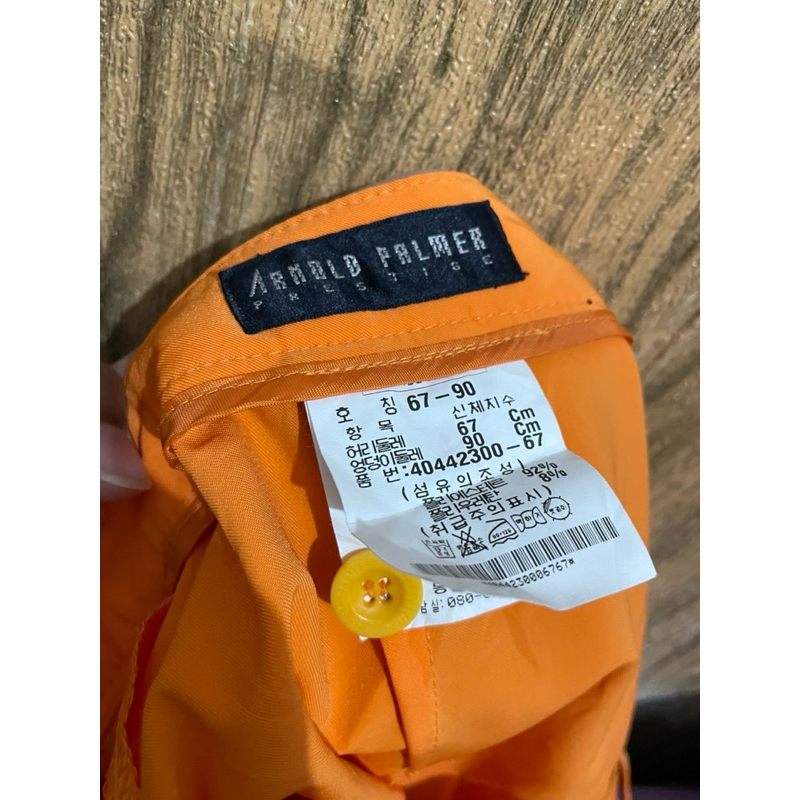 ARNOLD PALMER
PRESTIGE
호 칭 67-90
항 목 신체치수
허리둘레 67 Cm
엉덩이둘레 90 Cm
품 번:40442300-67
(섬유의 조성)
폴리에스테르 92%
폴리우레탄 8%
(취급주의표시)